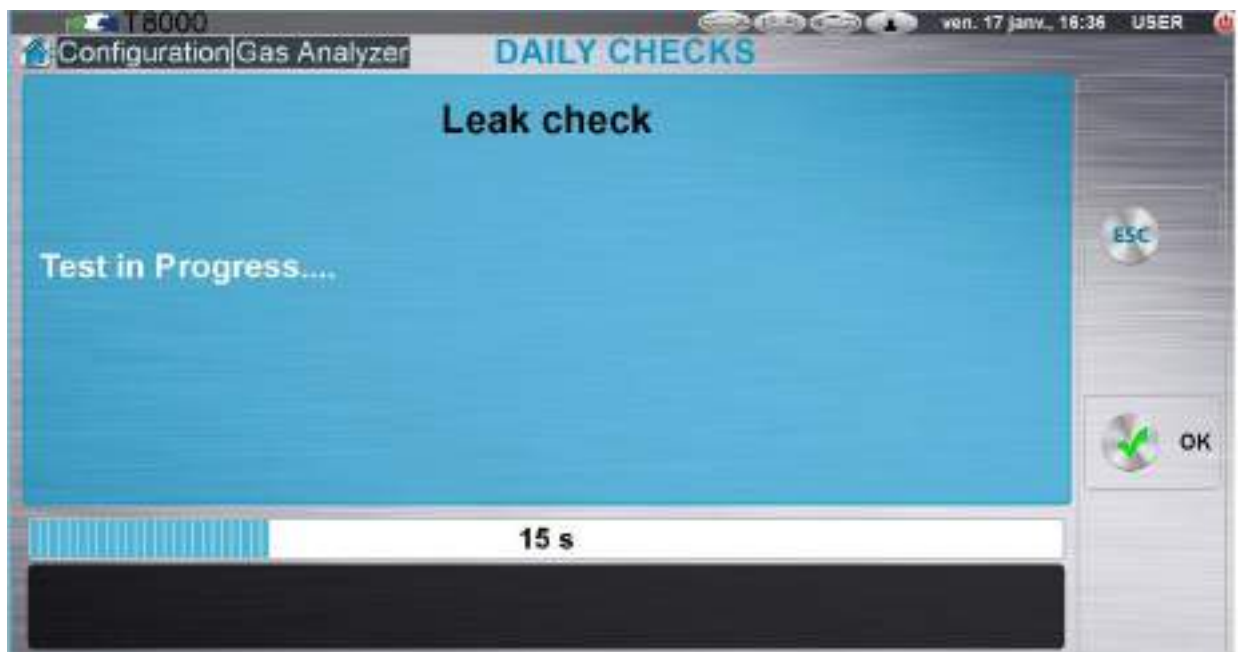 T8000 ven. 17 janv., 16:36 USER
Configuration Gas Analyzer DAILY CHECKS
Leak check
ESC
Test in Progress....
OK
15 s